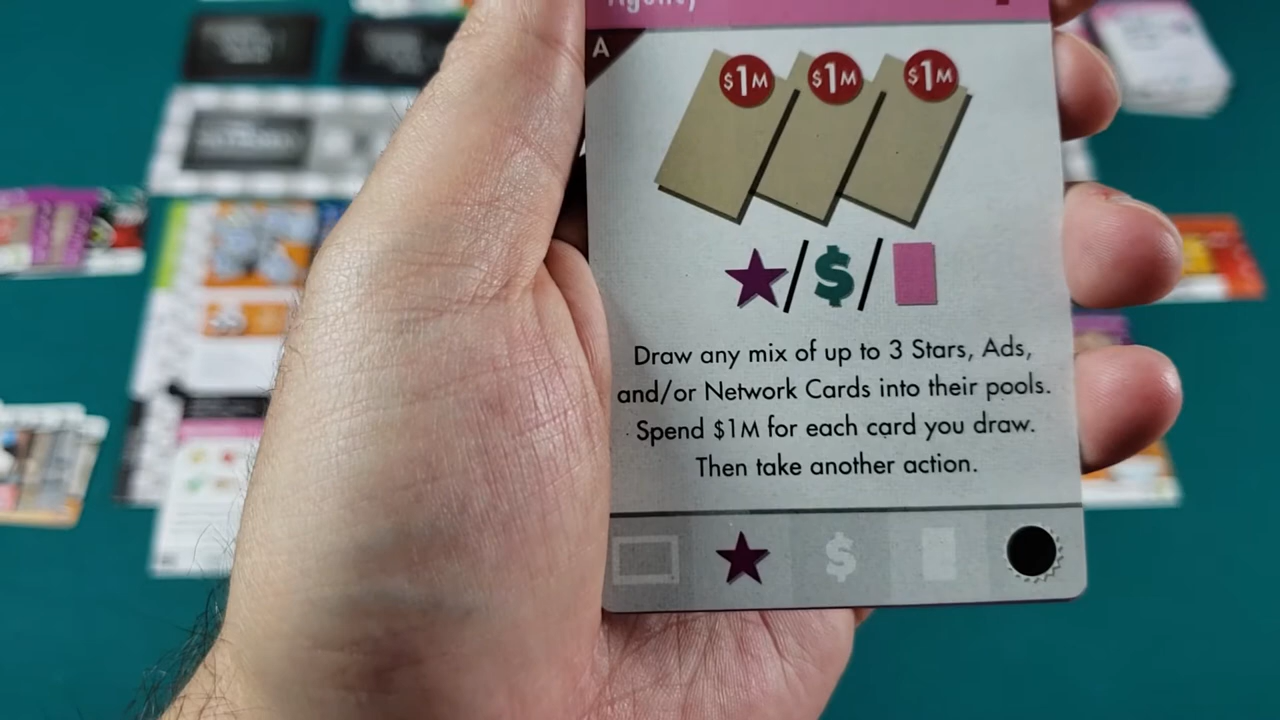 Agency
A
$1M $1M $1M
$
Draw any mix of up to 3 Stars, Ads,
and/or Network Cards into their pools.
Spend $1M for each card you draw.
Then take another action.
$